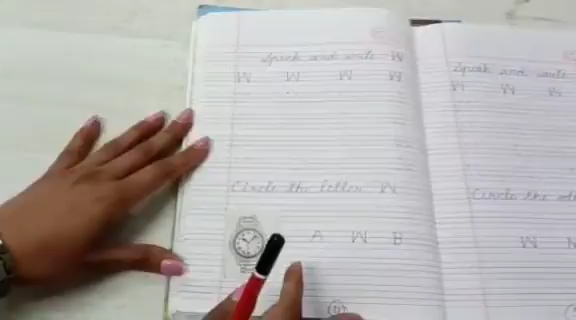 Speak and write W
W W W W
Circle the letter W
V W B
Speak and write
W W W
Circle the
W N